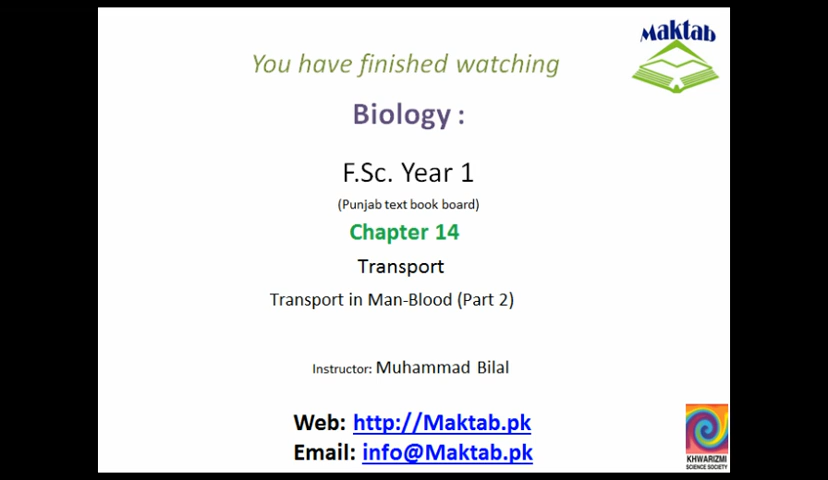 Maktab
You have finished watching
Biology :
F.Sc. Year 1
(Punjab text book board)
Chapter 14
Transport
Transport in Man-Blood (Part 2)
Instructor: Muhammad Bilal
Web: http://Maktab.pk
Email: info@Maktab.pk
KHWARIZMI
SCIENCE SOCIETY